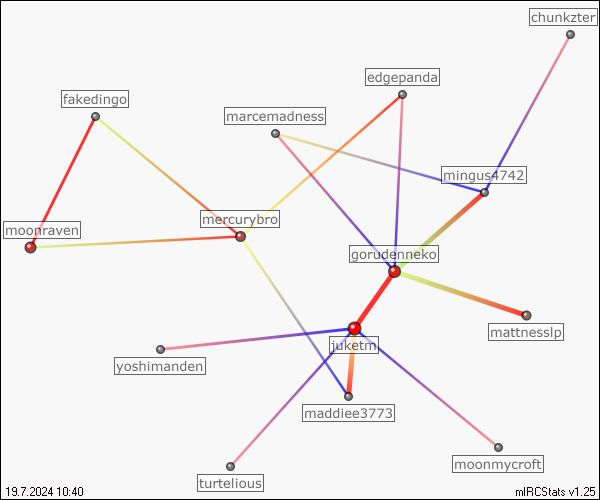 chunkzter
edgepanda
fakedingo
marcemadness
mingus4742
mercurybro
moonraven
gorudenneko
mattnesslp
juketm
yoshimanden
maddiee3773
moonmycroft
turtelious
19.7.2024 10:40
mIRCStats v1.25